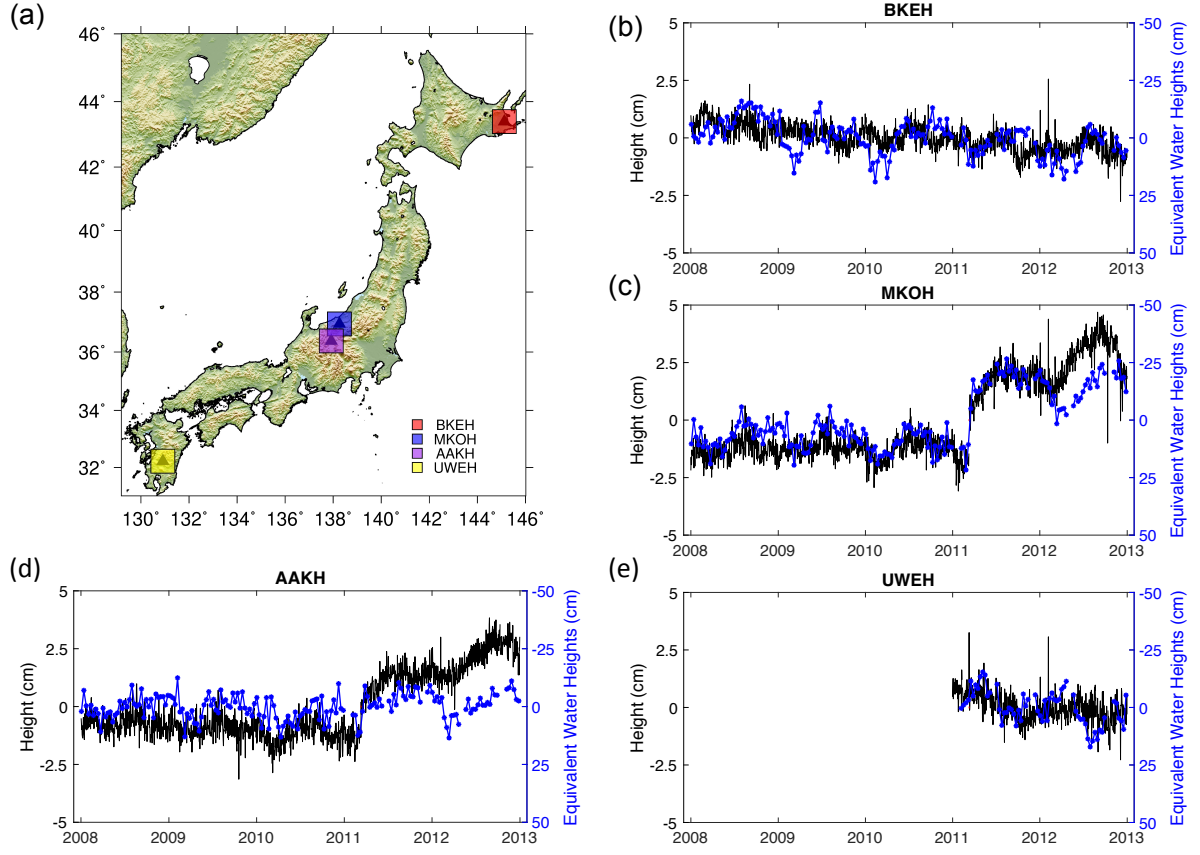 (a)
46°
44°
42°
40°
38°
36°
34°
32°
130° 132° 134° 136° 138° 140° 142° 144° 146°
BKEH
MKOH
AAKH
UWEH
(b)
BKEH
Height (cm)
5
2.5
0
-2.5
-5
Equivalent Water Heights (cm)
-50
-25
0
25
50
2008 2009 2010 2011 2012 2013
(c)
MKOH
Height (cm)
5
2.5
0
-2.5
-5
Equivalent Water Heights (cm)
-50
-25
0
25
50
2008 2009 2010 2011 2012 2013
(d)
AAKH
Height (cm)
5
2.5
0
-2.5
-5
Equivalent Water Heights (cm)
-50
-25
0
25
50
2008 2009 2010 2011 2012 2013
(e)
UWEH
Height (cm)
5
2.5
0
-2.5
-5
Equivalent Water Heights (cm)
-50
-25
0
25
50
2008 2009 2010 2011 2012 2013